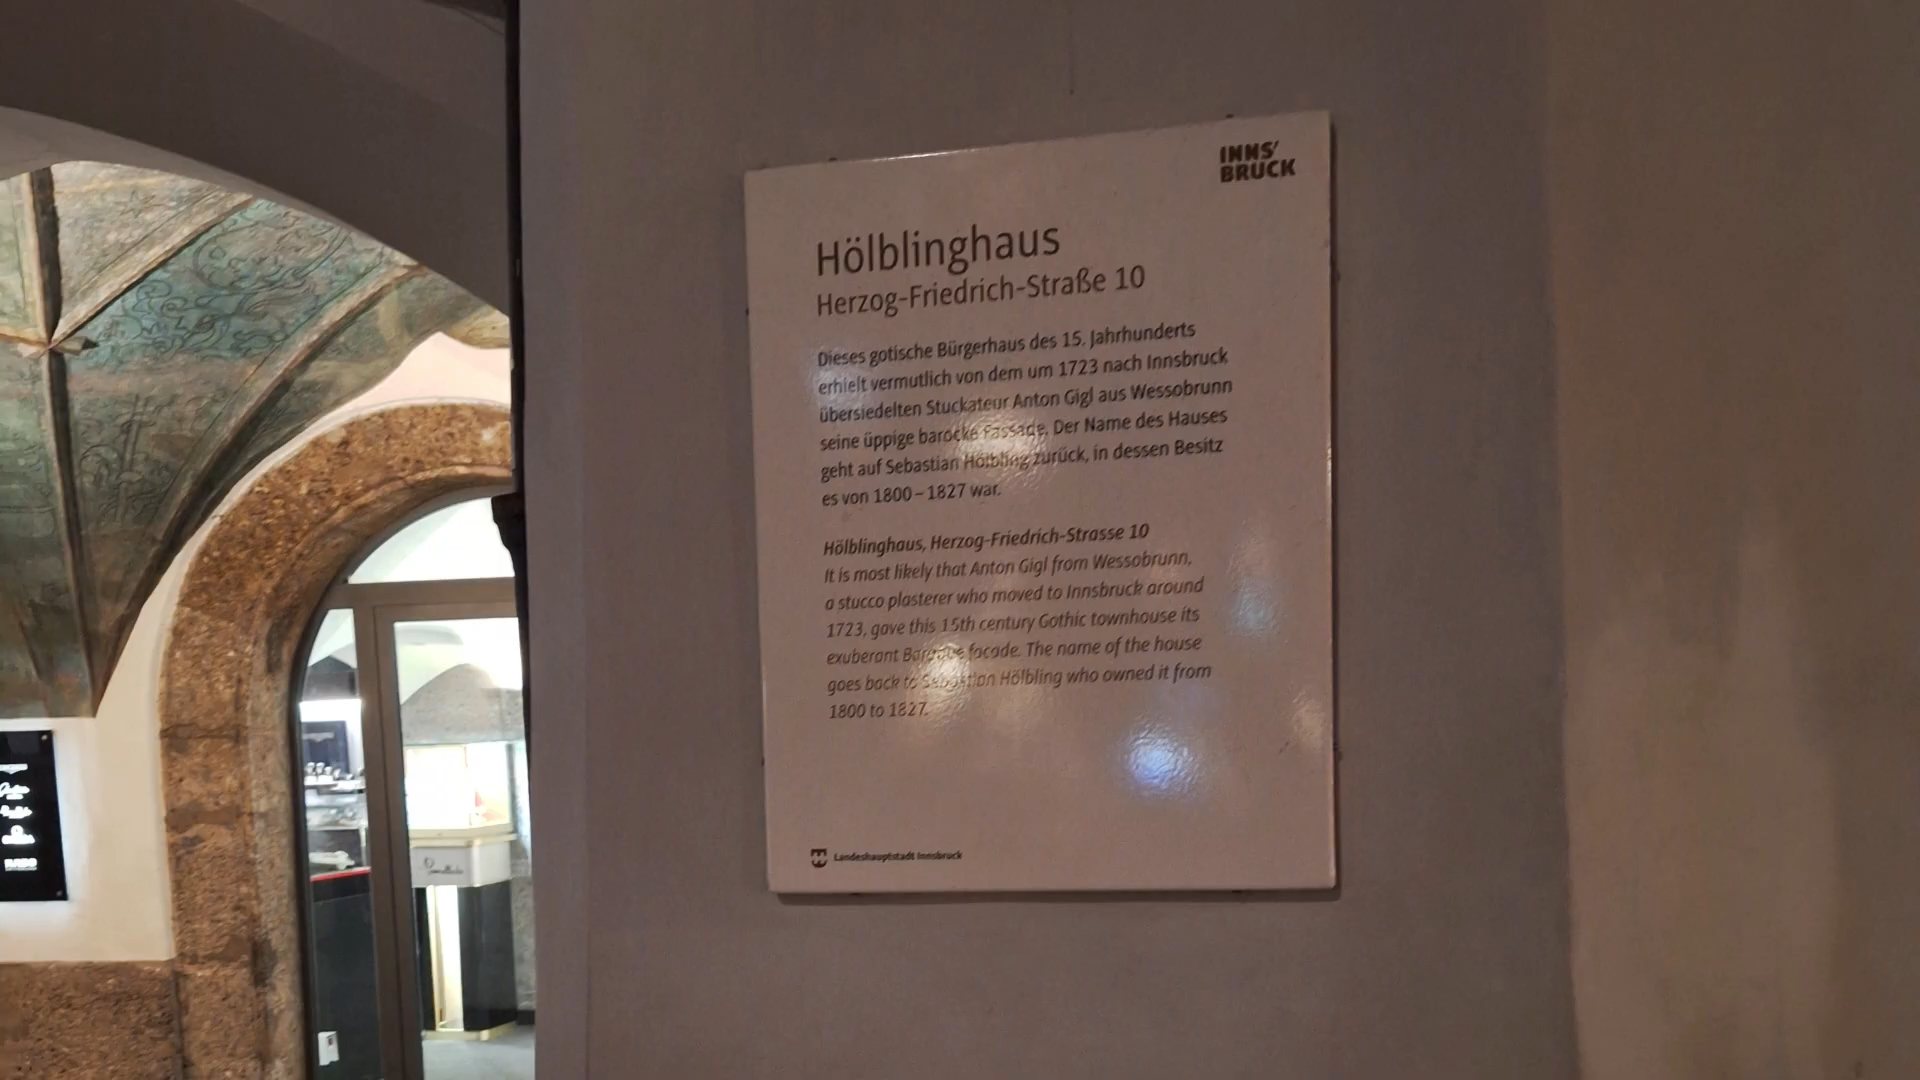 INNS'
BRUCK
Hölblinghaus
Herzog-Friedrich-Straße 10
Dieses gotische Bürgerhaus des 15. Jahrhunderts
erhielt vermutlich von dem um 1723 nach Innsbruck
übersiedelten Stuckateur Anton Gigl aus Wessobrunn
seine üppige barocke Fassade. Der Name des Hauses
geht auf Sebastian Hölbling zurück, in dessen Besitz
es von 1800 – 1827 war.
Hölblinghaus, Herzog-Friedrich-Strasse 10
It is most likely that Anton Gigl from Wessobrunn,
a stucco plasterer who moved to Innsbruck around
1723, gave this 15th century Gothic townhouse its
exuberant Baroque facade. The name of the house
goes back to Sebastian Hölbling who owned it from
1800 to 1827.
Landeshauptstadt Innsbruck